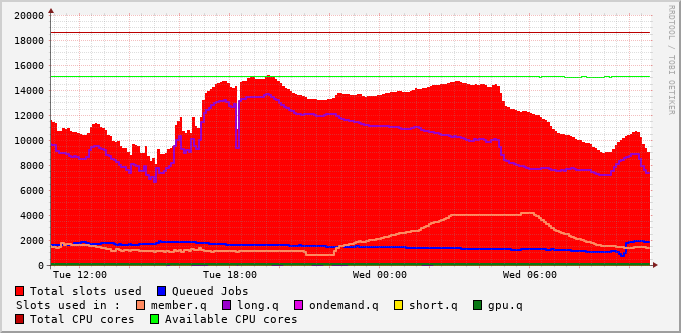 20000
18000
16000
14000
12000
10000
8000
6000
4000
2000
0
Tue 12:00 Tue 18:00 Wed 00:00 Wed 06:00
RRDTOOL / TOBI OETIKER
Total slots used Queued Jobs
Slots used in : member.q long.q ondemand.q short.q gpu.q
Total CPU cores Available CPU cores